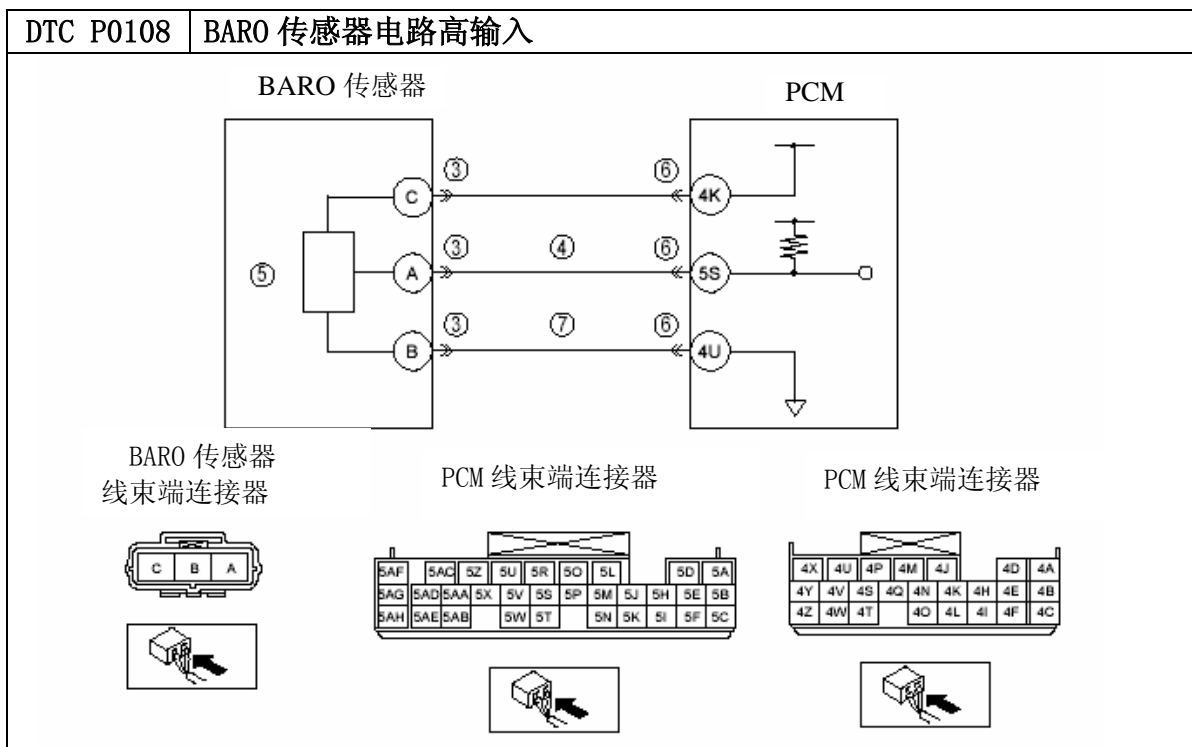 DTC P0108 BARO 传感器电路高输入
BARO 传感器
PCM
③ ⑥
C 4K
③ ④ ⑥
⑤ A 5S
③ ⑦ ⑥
B 4U
BARO 传感器
线束端连接器
PCM 线束端连接器
PCM 线束端连接器
C B A
5AF 5AC 5Z 5U 5R 5O 5L 5D 5A
5AG 5AD 5AA 5X 5V 5S 5P 5M 5J 5H 5E 5B
5AH 5AE 5AB 5W 5T 5N 5K 5I 5F 5C
4X 4U 4P 4M 4J 4D 4A
4Y 4V 4S 4Q 4N 4K 4H 4E 4B
4Z 4W 4T 4O 4L 4I 4F 4C